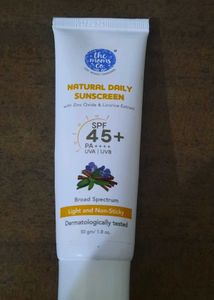 the
moms
co.
NATURAL DAILY
SUNSCREEN
with Zinc Oxide & Licorice Extracts
SPF
45+
PA++++
UVA | UVB
Broad Spectrum
Light and Non-Sticky
Dermatologically tested
50 gm/ 1.8 oz.